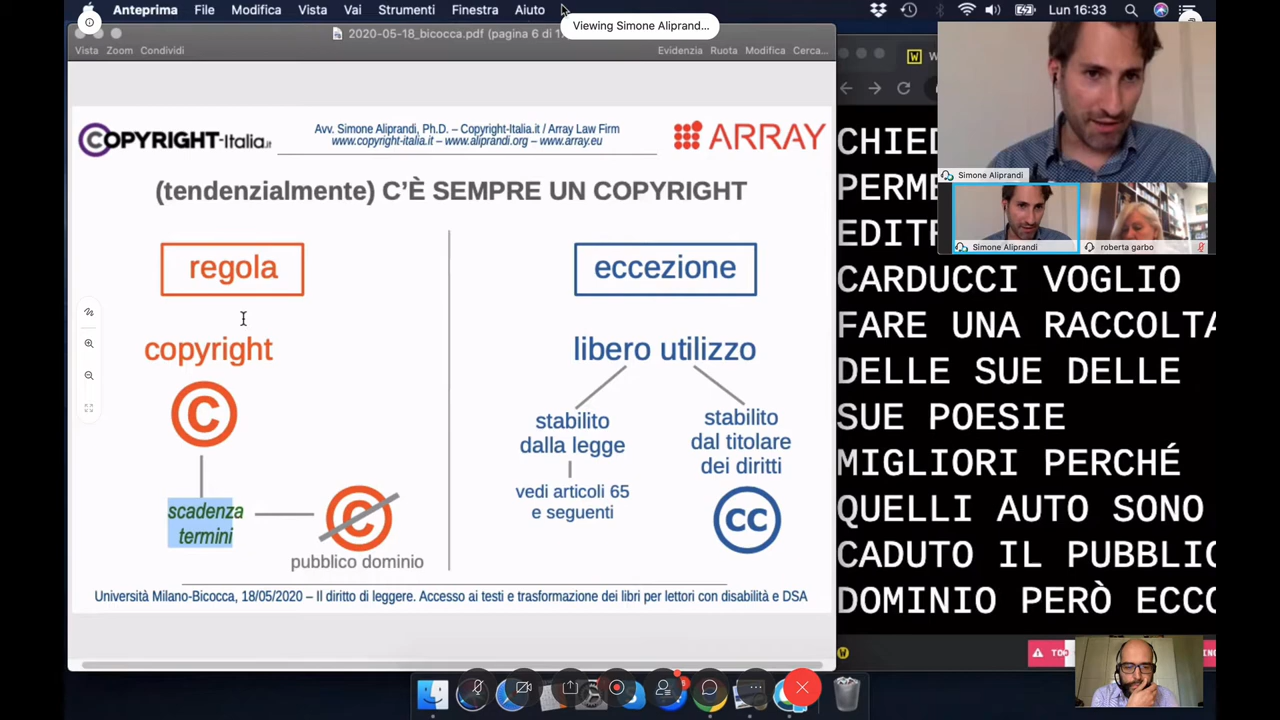 Anteprima File Modifica Vista Vai Strumenti Finestra Aiuto
Lun 16:33
Viewing Simone Aliprand...
2020-05-18_bicocca.pdf (pagina 6 di 1
Vista Zoom Condividi
Evidenzia Ruota Modifica Cerca...
COPYRIGHT-Italia.it
Avv. Simone Aliprandi, Ph.D. – Copyright-Italia.it / Array Law Firm
www.copyright-italia.it – www.aliprandi.org – www.array.eu
ARRAY
(tendenzialmente) C'È SEMPRE UN COPYRIGHT
regola
copyright
C
scadenza
termini
C
pubblico dominio
eccezione
libero utilizzo
stabilito
dalla legge
vedi articoli 65
e seguenti
stabilito
dal titolare
dei diritti
cc
Università Milano-Bicocca, 18/05/2020 – Il diritto di leggere. Accesso ai testi e trasformazione dei libri per lettori con disabilità e DSA
W
Simone Aliprandi
Simone Aliprandi
roberta garbo
CHIED
PERME
EDITR
CARDUCCI VOGLIO
FARE UNA RACCOLTA
DELLE SUE DELLE
SUE POESIE
MIGLIORI PERCHÉ
QUELLI AUTO SONO
CADUTO IL PUBBLIC
DOMINIO PERÒ ECCO
W
TOO